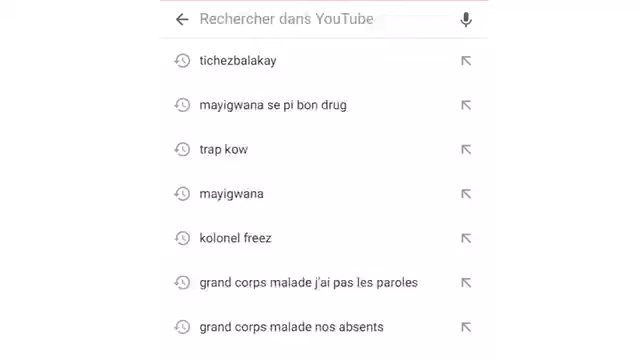 Rechercher dans YouTube
tichezbalakay
mayigwana se pi bon drug
trap kow
mayigwana
kolonel freez
grand corps malade j'ai pas les paroles
grand corps malade nos absents